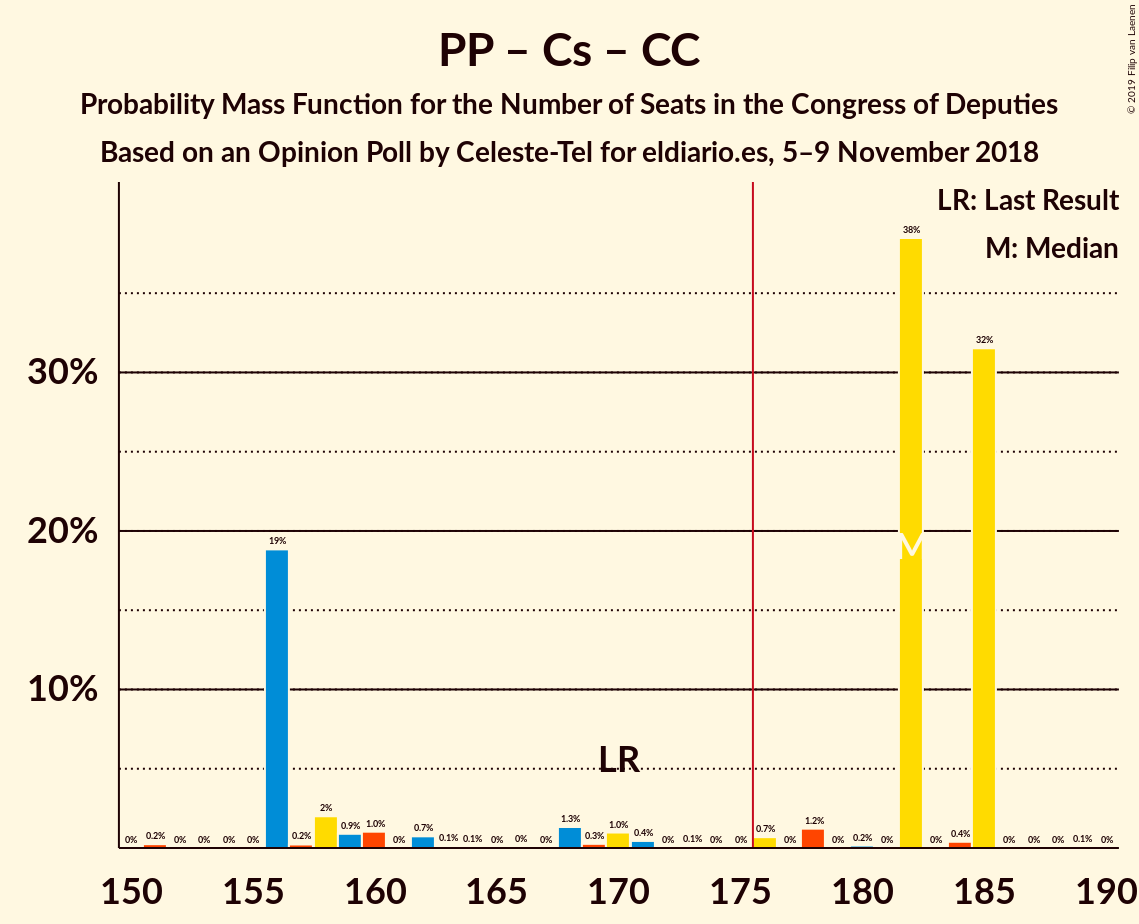 PP – Cs – CC
Probability Mass Function for the Number of Seats in the Congress of Deputies
Based on an Opinion Poll by Celeste-Tel for eldiario.es, 5–9 November 2018
© 2019 Filip van Laenen
LR: Last Result
M: Median
30%
20%
10%
0% 0.2% 0% 0% 0% 0% 19% 0.2% 2% 0.9% 1.0% 0% 0.7% 0.1% 0.1% 0% 0% 0% 1.3% 0.3% 1.0% 0.4% 0% 0.1% 0% 0% 0.7% 0% 1.2% 0% 0.2% 0% 38% 0% 0.4% 32% 0% 0% 0% 0.1% 0%
M
LR
150 155 160 165 170 175 180 185 190